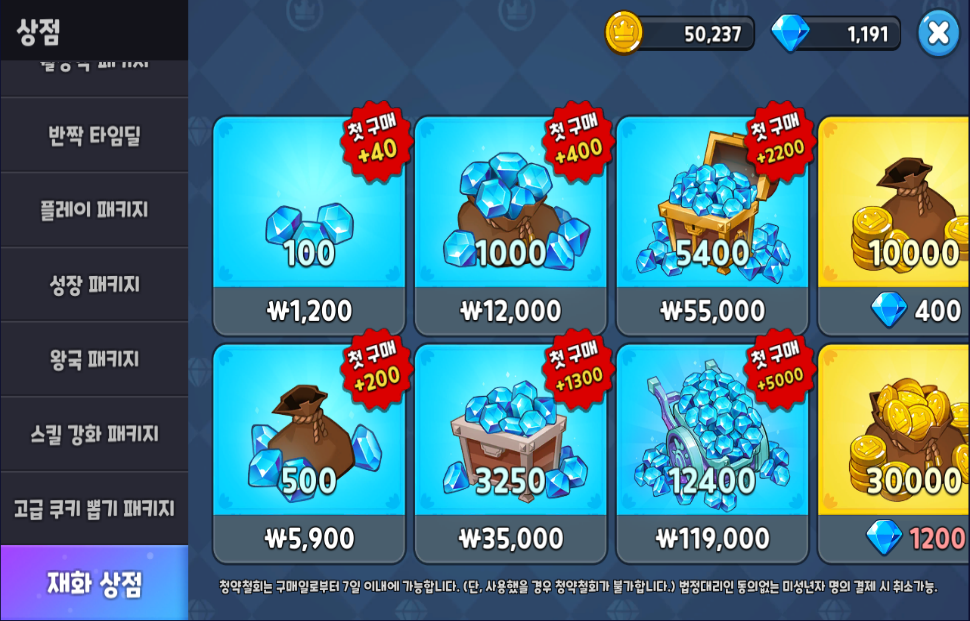 상점
50,237
1,191
반짝 타임딜
플레이 패키지
성장 패키지
왕국 패키지
스킬 강화 패키지
고급 쿠키 뽑기 패키지
재화 상점
첫 구매
+40
100
₩1,200
첫 구매
+400
1000
₩12,000
첫 구매
+2200
5400
₩55,000
10000
400
첫 구매
+200
500
₩5,900
첫 구매
+1300
3250
₩35,000
첫 구매
+5000
12400
₩119,000
30000
1200
청약철회는 구매일로부터 7일 이내에 가능합니다. (단, 사용했을 경우 청약철회가 불가합니다.) 법정대리인 동의없는 미성년자 명의 결제 시 취소가능.